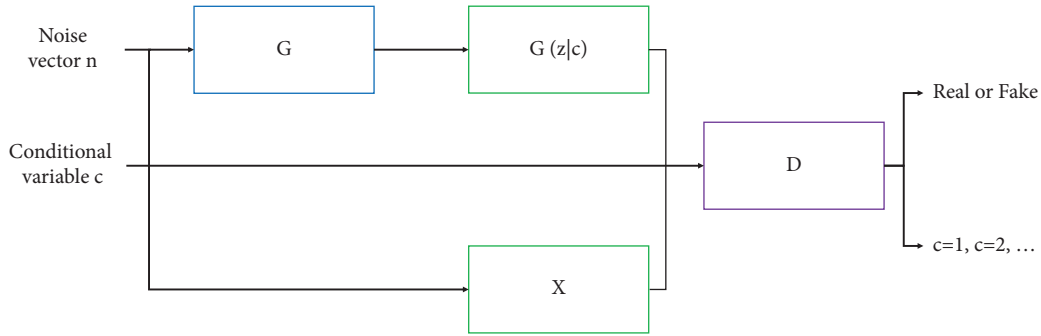 Noise
vector n
G
G (z|c)
Real or Fake
Conditional
variable c
D
c=1, c=2, ...
X